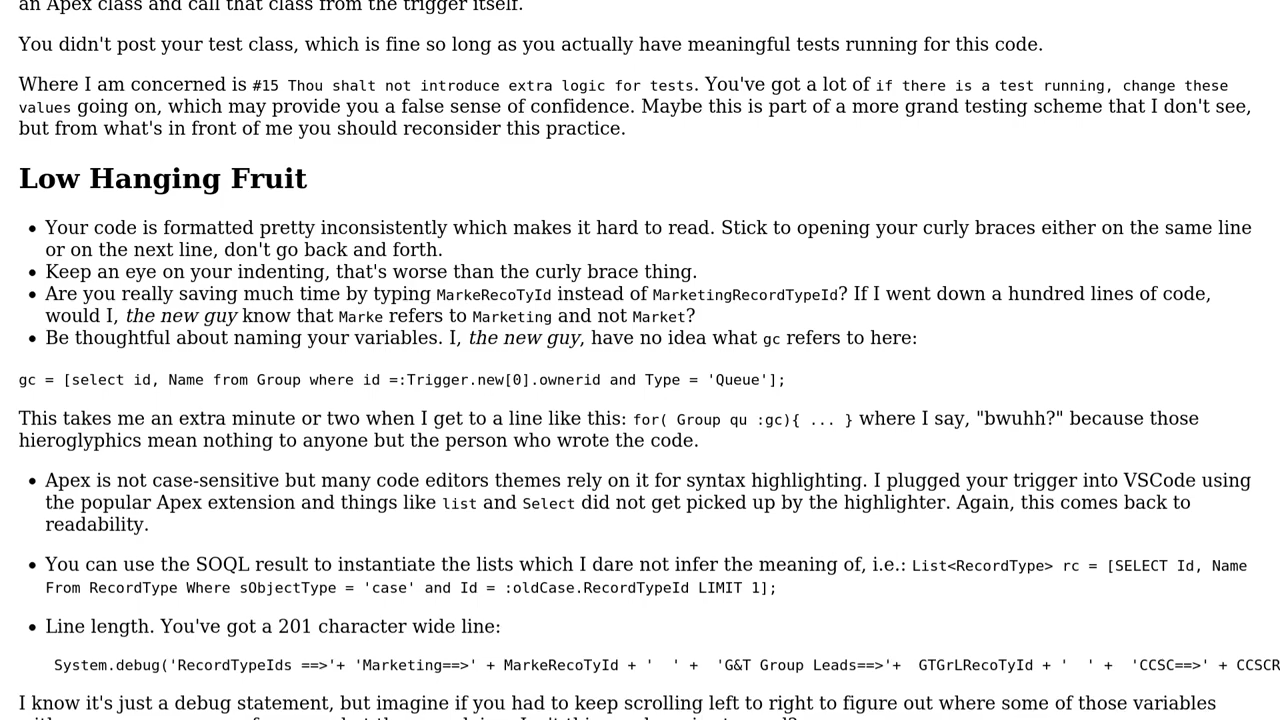 an Apex class and call that class from the trigger itself.
You didn't post your test class, which is fine so long as you actually have meaningful tests running for this code.
Where I am concerned is #15 Thou shalt not introduce extra logic for tests. You've got a lot of if there is a test running, change these
values going on, which may provide you a false sense of confidence. Maybe this is part of a more grand testing scheme that I don't see,
but from what's in front of me you should reconsider this practice.
Low Hanging Fruit
• Your code is formatted pretty inconsistently which makes it hard to read. Stick to opening your curly braces either on the same line
or on the next line, don't go back and forth.
• Keep an eye on your indenting, that's worse than the curly brace thing.
• Are you really saving much time by typing MarkeRecoTyId instead of MarketingRecordTypeId? If I went down a hundred lines of code,
would I, the new guy know that Marke refers to Marketing and not Market?
• Be thoughtful about naming your variables. I, the new guy, have no idea what gc refers to here:
gc = [select id, Name from Group where id =:Trigger.new[0].ownerid and Type = 'Queue'];
This takes me an extra minute or two when I get to a line like this: for( Group qu :gc){ ... } where I say, "bwuhh?" because those
hieroglyphics mean nothing to anyone but the person who wrote the code.
• Apex is not case-sensitive but many code editors themes rely on it for syntax highlighting. I plugged your trigger into VSCode using
the popular Apex extension and things like list and Select did not get picked up by the highlighter. Again, this comes back to
readability.
• You can use the SOQL result to instantiate the lists which I dare not infer the meaning of, i.e.: List<RecordType> rc = [SELECT Id, Name
From RecordType Where sObjectType = 'case' and Id = :oldCase.RecordTypeId LIMIT 1];
• Line length. You've got a 201 character wide line:
System.debug('RecordTypeIds ==>'+ 'Marketing==>' + MarkeRecoTyId + '  ' +  'G&T Group Leads==>'+  GTGrLRecoTyId + '  ' +  'CCSC==>' + CCSCR
I know it's just a debug statement, but imagine if you had to keep scrolling left to right to figure out where some of those variables